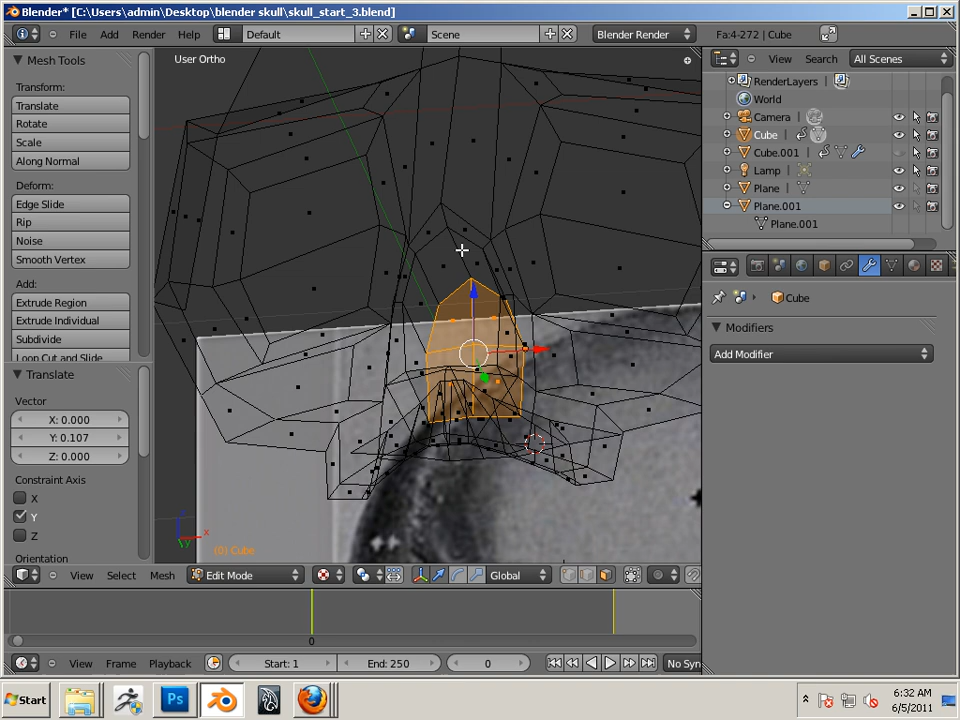 Blender* [C:\Users\admin\Desktop\blender skull\skull_start_3.blend]
File Add Render Help Default Scene Blender Render Fa:4-272 | Cube
Mesh Tools
Transform:
Translate
Rotate
Scale
Along Normal
Deform:
Edge Slide
Rip
Noise
Smooth Vertex
Add:
Extrude Region
Extrude Individual
Subdivide
Loop Cut and Slide
Translate
Vector
X: 0.000
Y: 0.107
Z: 0.000
Constraint Axis
X
Y
Z
Orientation
User Ortho
z
x
y
(0) Cube
View Select Mesh Edit Mode Global
0
View Frame Playback Start: 1 End: 250 0 No Syn
View Search All Scenes
RenderLayers
World
Camera
Cube
Cube.001
Lamp
Plane
Plane.001
Plane.001
Cube
Modifiers
Add Modifier
Start
Ps
6:32 AM
6/5/2011